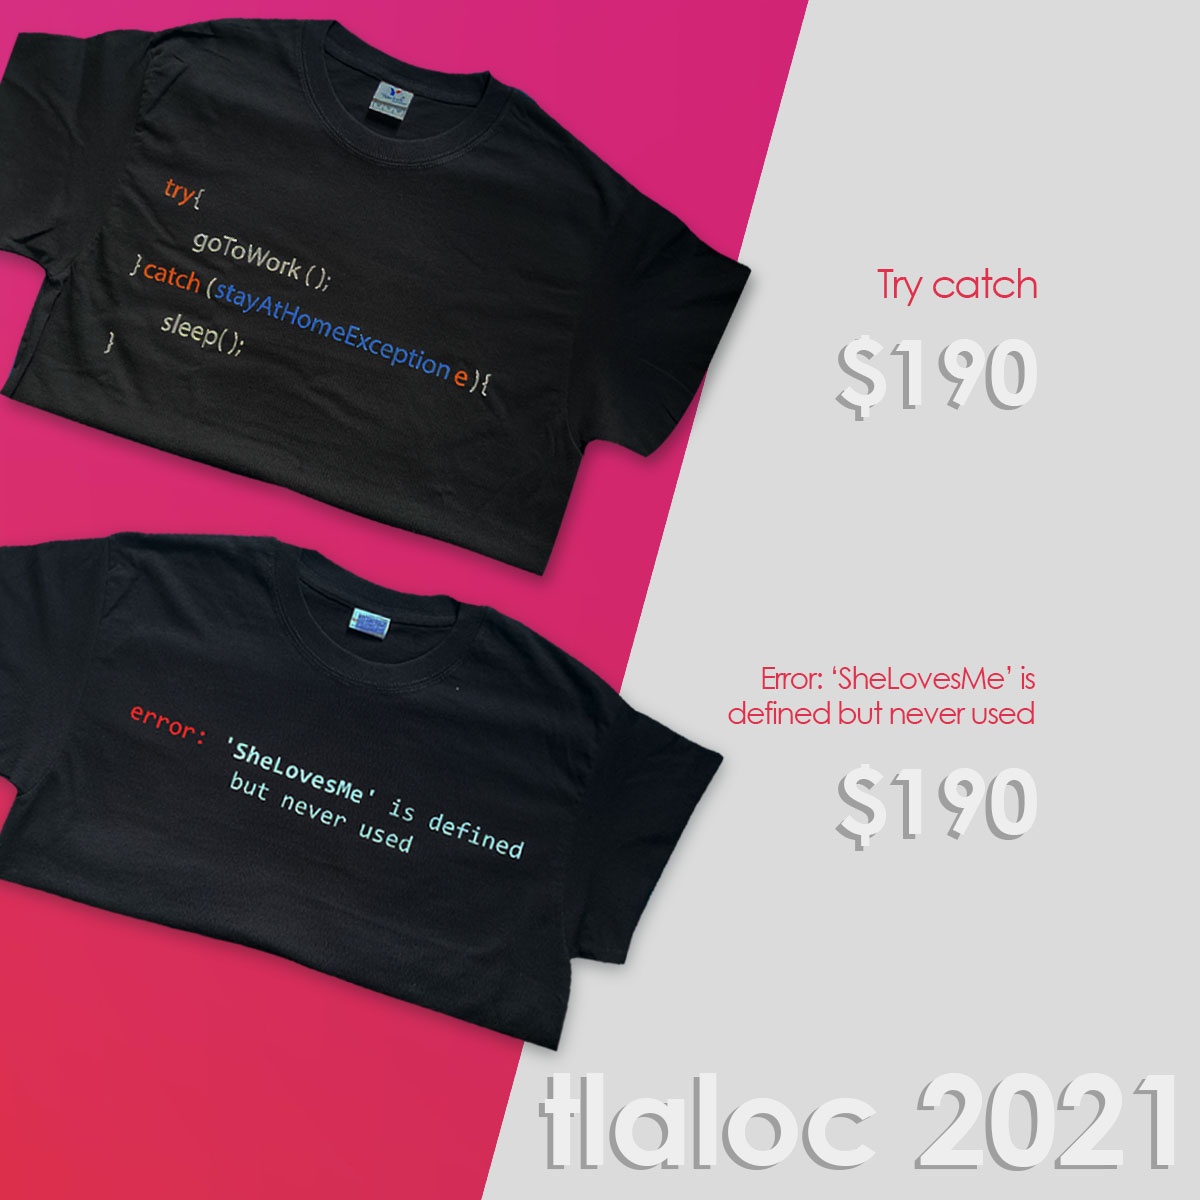 try{
goToWork ( );
} catch (stayAtHomeException e ){
sleep( );
}
Try catch
$190
error: 'SheLovesMe' is defined
but never used
Error: ‘SheLovesMe’ is
defined but never used
$190
tlaloc 2021